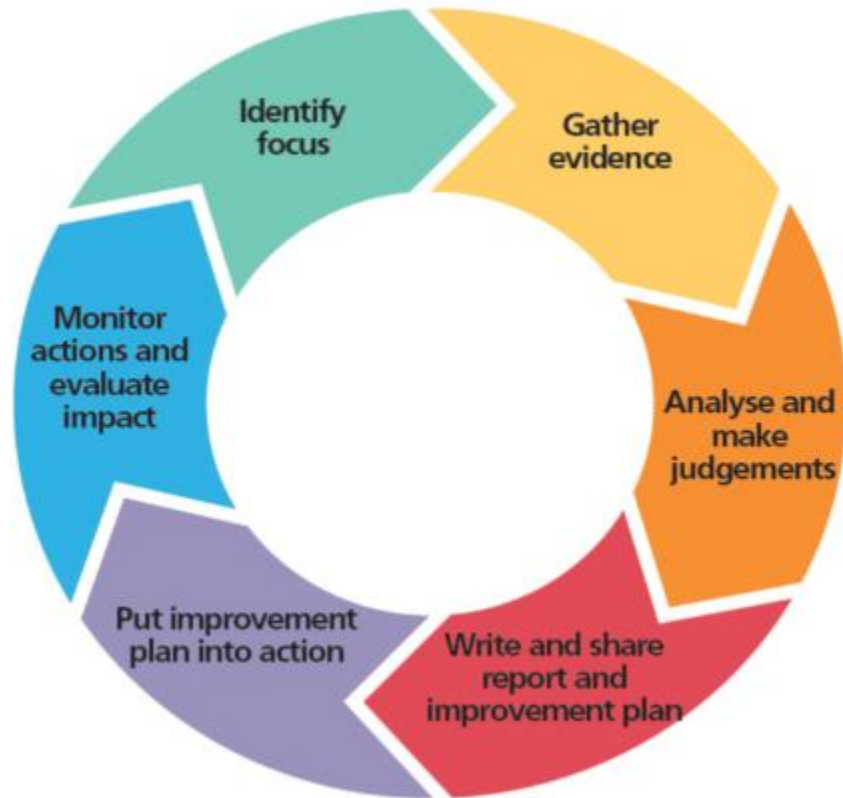 Identify
focus
Gather
evidence
Analyse and
make
judgements
Write and share
report and
improvement plan
Put improvement
plan into action
Monitor
actions and
evaluate
impact